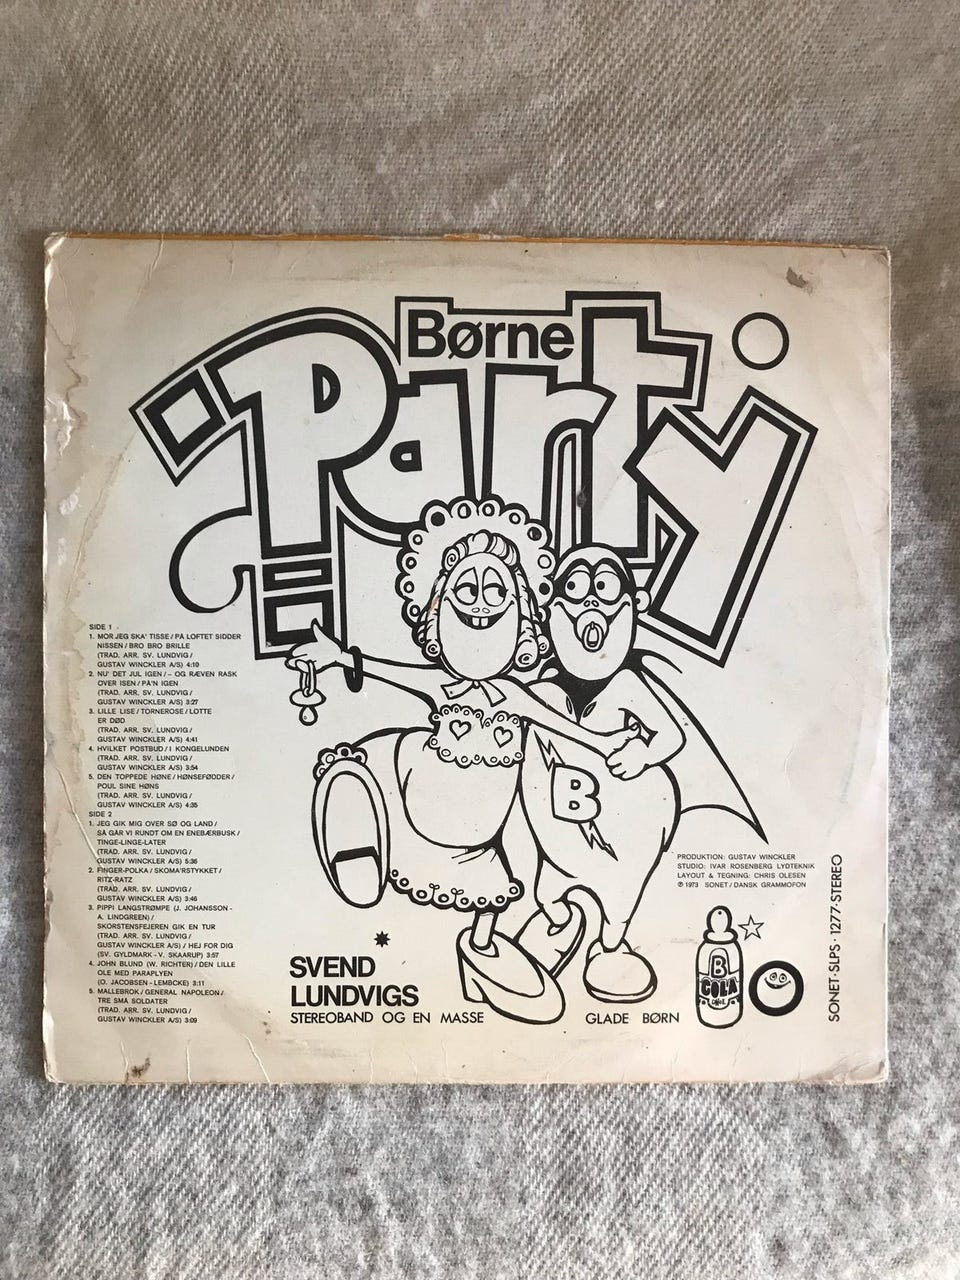 Børne
Party
SIDE 1
1. MOR JEG SKA' TISSE / PÅ LOFTET SIDDER
NISSEN / BRO BRO BRILLE
(TRAD. ARR. SV. LUNDVIG /
GUSTAV WINCKLER A/S) 4:10
2. NU' DET JUL IGEN / – OG RÆVEN RASK
OVER ISEN / PÅ'N IGEN
(TRAD. ARR. SV. LUNDVIG /
GUSTAV WINCKLER A/S) 3:27
3. LILLE LISE / TORNEROSE / LOTTE
ER DØD
(TRAD. ARR. SV. LUNDVIG /
GUSTAV WINCKLER A/S) 4:41
4. HVILKET POSTBUD / I KONGELUNDEN
(TRAD. ARR. SV. LUNDVIG /
GUSTAV WINCKLER A/S) 3:54
5. DEN TOPPEDE HØNE / HØNSEFØDDER /
POUL SINE HØNS
(TRAD. ARR. SV. LUNDVIG /
GUSTAV WINCKLER A/S) 4:35
SIDE 2
1. JEG GIK MIG OVER SØ OG LAND /
SÅ GÅR VI RUNDT OM EN ENEBÆRBUSK /
TINGE-LINGE-LATER
(TRAD. ARR. SV. LUNDVIG /
GUSTAV WINCKLER A/S) 5:36
2. FINGER-POLKA / SKOMA'RSTYKKET /
RITZ-RATZ
(TRAD. ARR. SV. LUNDVIG /
GUSTAV WINCKLER A/S) 3:46
3. PIPPI LANGSTRØMPE (J. JOHANSSON -
A. LINDGREEN) /
SKORSTENSFEJEREN GIK EN TUR
(TRAD. ARR. SV. LUNDVIG /
GUSTAV WINCKLER A/S) / HEJ FOR DIG
(SV. GYLDMARK - V. SKAARUP) 3:57
4. JOHN BLUND (W. RICHTER) / DEN LILLE
OLE MED PARAPLYEN
(O. JACOBSEN - LEMBCKE) 3:11
5. MALLEBROK / GENERAL NAPOLEON /
TRE SMÅ SOLDATER
(TRAD. ARR. SV. LUNDVIG /
GUSTAV WINCKLER A/S) 3:09
B
PRODUKTION: GUSTAV WINCKLER
STUDIO: IVAR ROSENBERG LYDTEKNIK
LAYOUT & TEGNING: CHRIS OLESEN
℗ 1973 SONET / DANSK GRAMMOFON
SVEND
LUNDVIGS
STEREOBAND OG EN MASSE GLADE BØRN
B
COLA
SONET · SLPS · 1277 · STEREO